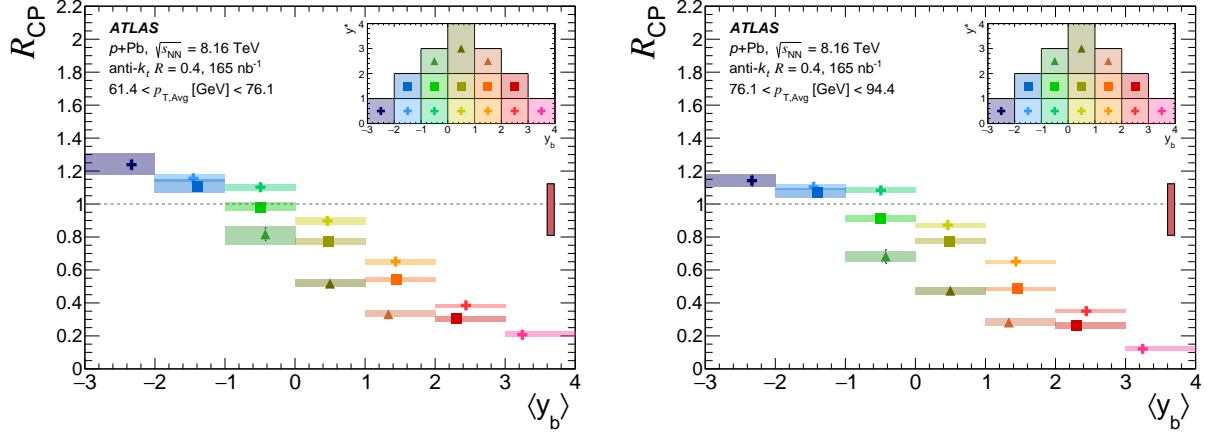 ATLAS
p+Pb, √s_NN = 8.16 TeV
anti-k_t R = 0.4, 165 nb⁻¹
61.4 < p_T,Avg [GeV] < 76.1
R_CP
2.2
2
1.8
1.6
1.4
1.2
1
0.8
0.6
0.4
0.2
0
−3 −2 −1 0 1 2 3 4
⟨y_b⟩
y*
4
3
2
1
0
−3 −2 −1 0 1 2 3 4
y_b
ATLAS
p+Pb, √s_NN = 8.16 TeV
anti-k_t R = 0.4, 165 nb⁻¹
76.1 < p_T,Avg [GeV] < 94.4
R_CP
2.2
2
1.8
1.6
1.4
1.2
1
0.8
0.6
0.4
0.2
0
−3 −2 −1 0 1 2 3 4
⟨y_b⟩
y*
4
3
2
1
0
−3 −2 −1 0 1 2 3 4
y_b